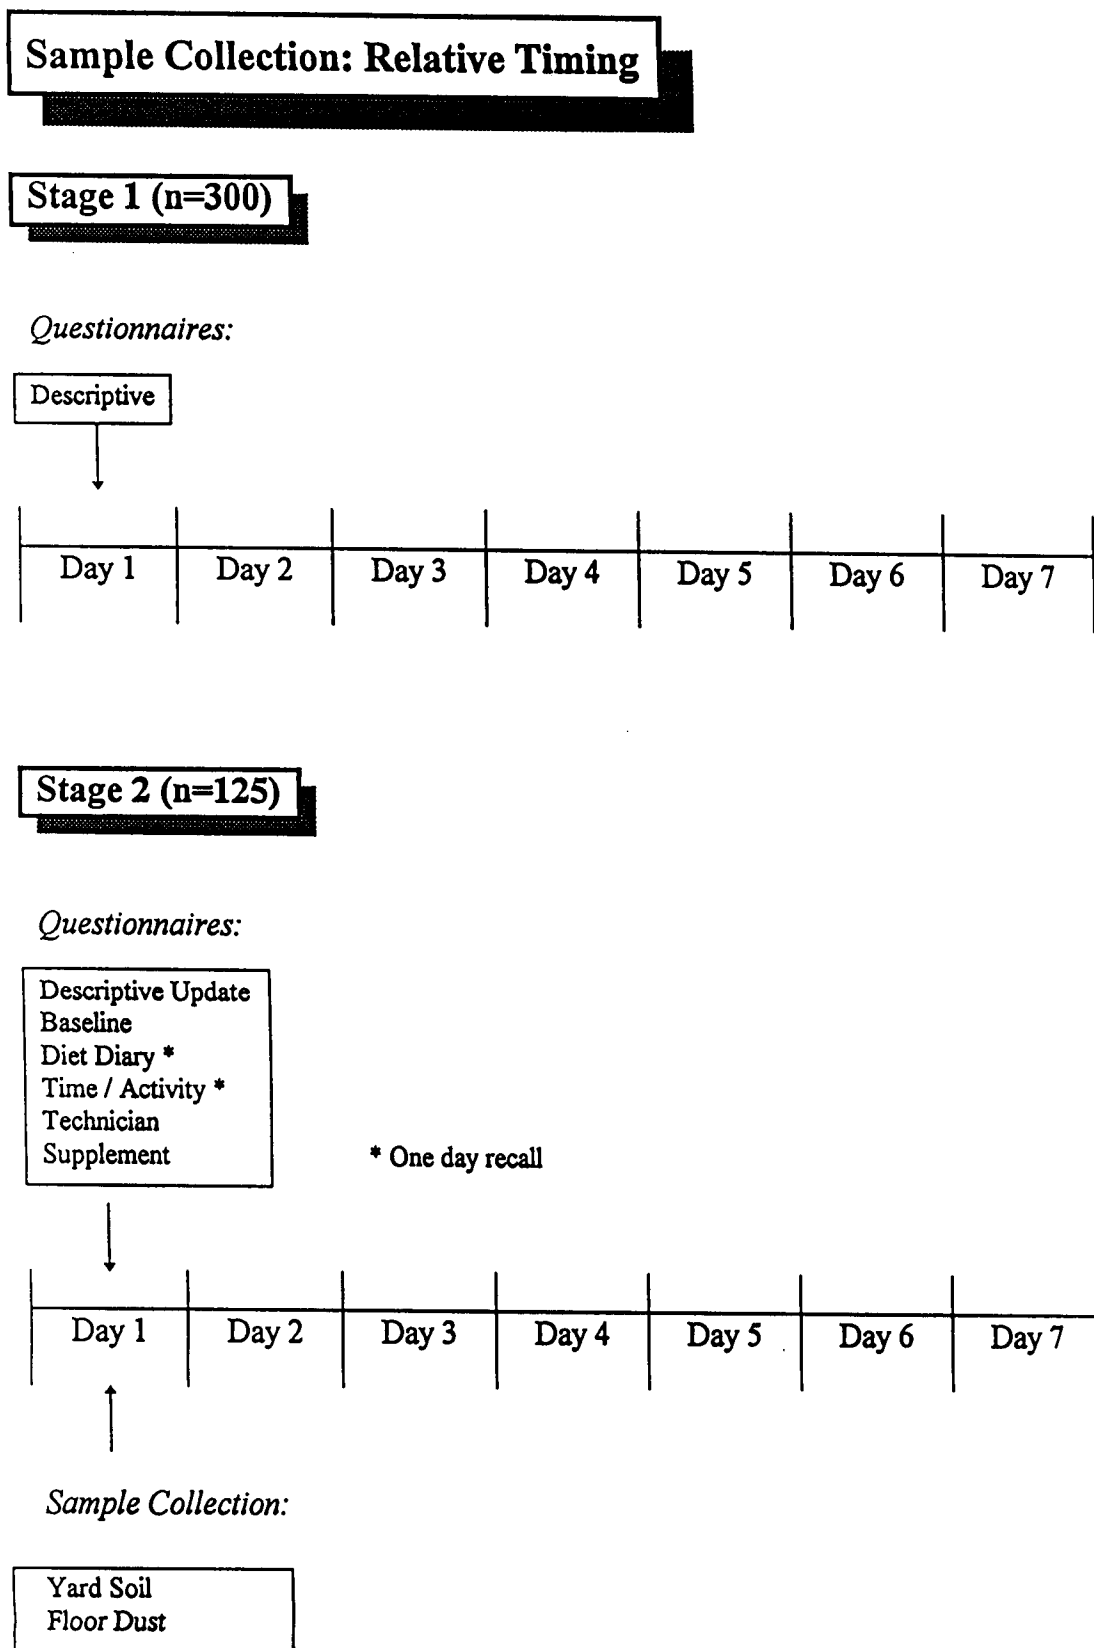 Sample Collection: Relative Timing
Stage 1 (n=300)
Questionnaires:
Descriptive
Day 1 Day 2 Day 3 Day 4 Day 5 Day 6 Day 7
Stage 2 (n=125)
Questionnaires:
Descriptive Update
Baseline
Diet Diary *
Time / Activity *
Technician
Supplement * One day recall
Day 1 Day 2 Day 3 Day 4 Day 5 Day 6 Day 7
Sample Collection:
Yard Soil
Floor Dust